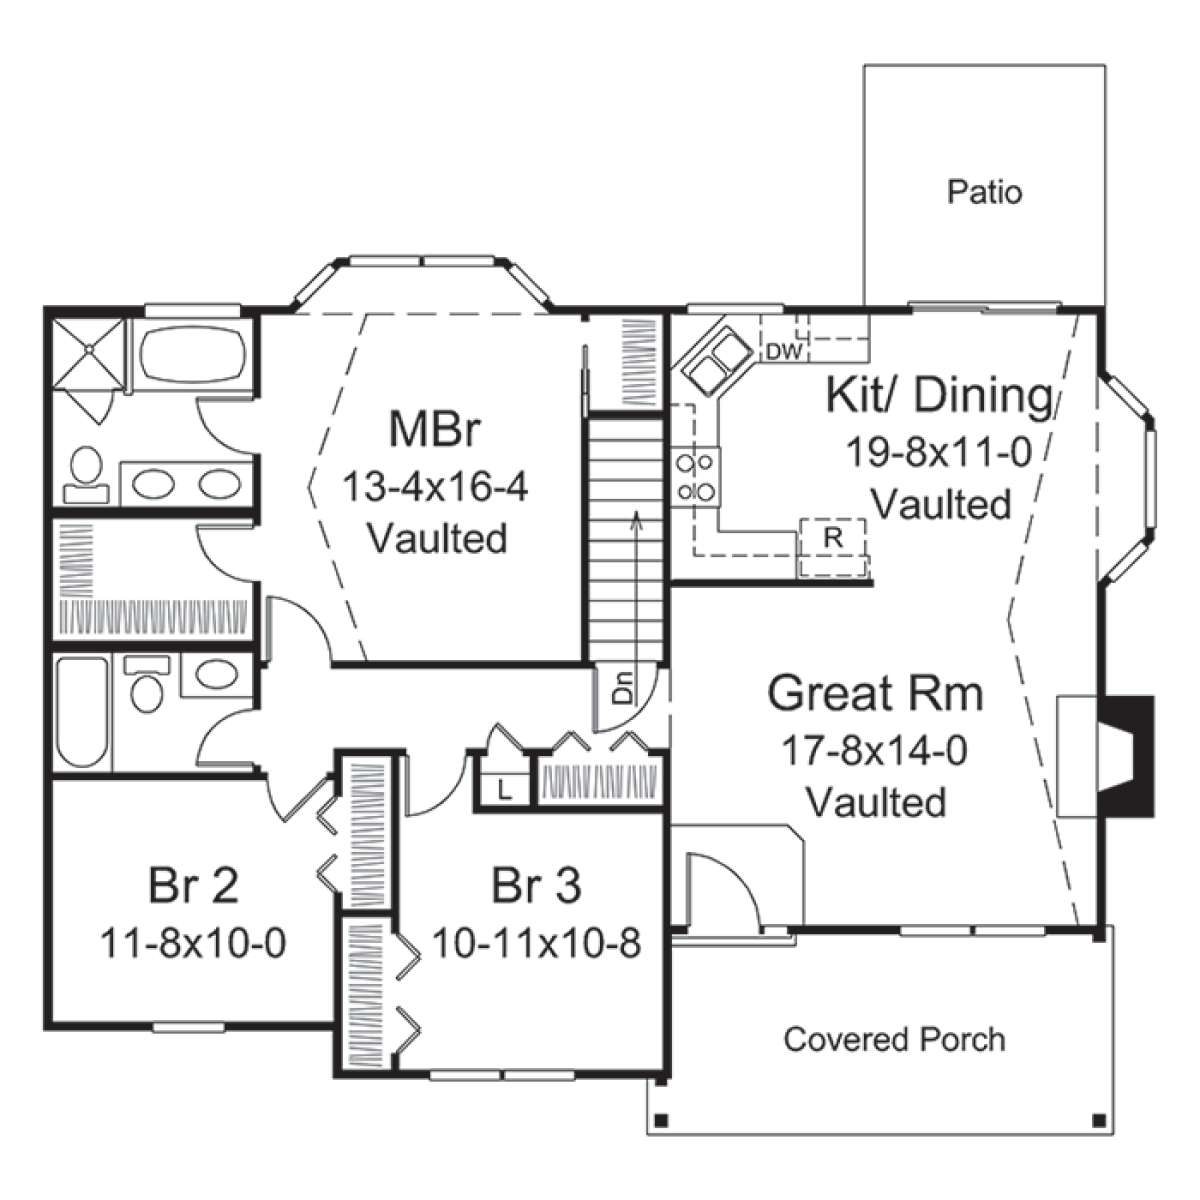 Patio
DW
Kit/ Dining
19-8x11-0
Vaulted
R
MBr
13-4x16-4
Vaulted
Dn
Great Rm
17-8x14-0
Vaulted
L
Br 2
11-8x10-0
Br 3
10-11x10-8
Covered Porch